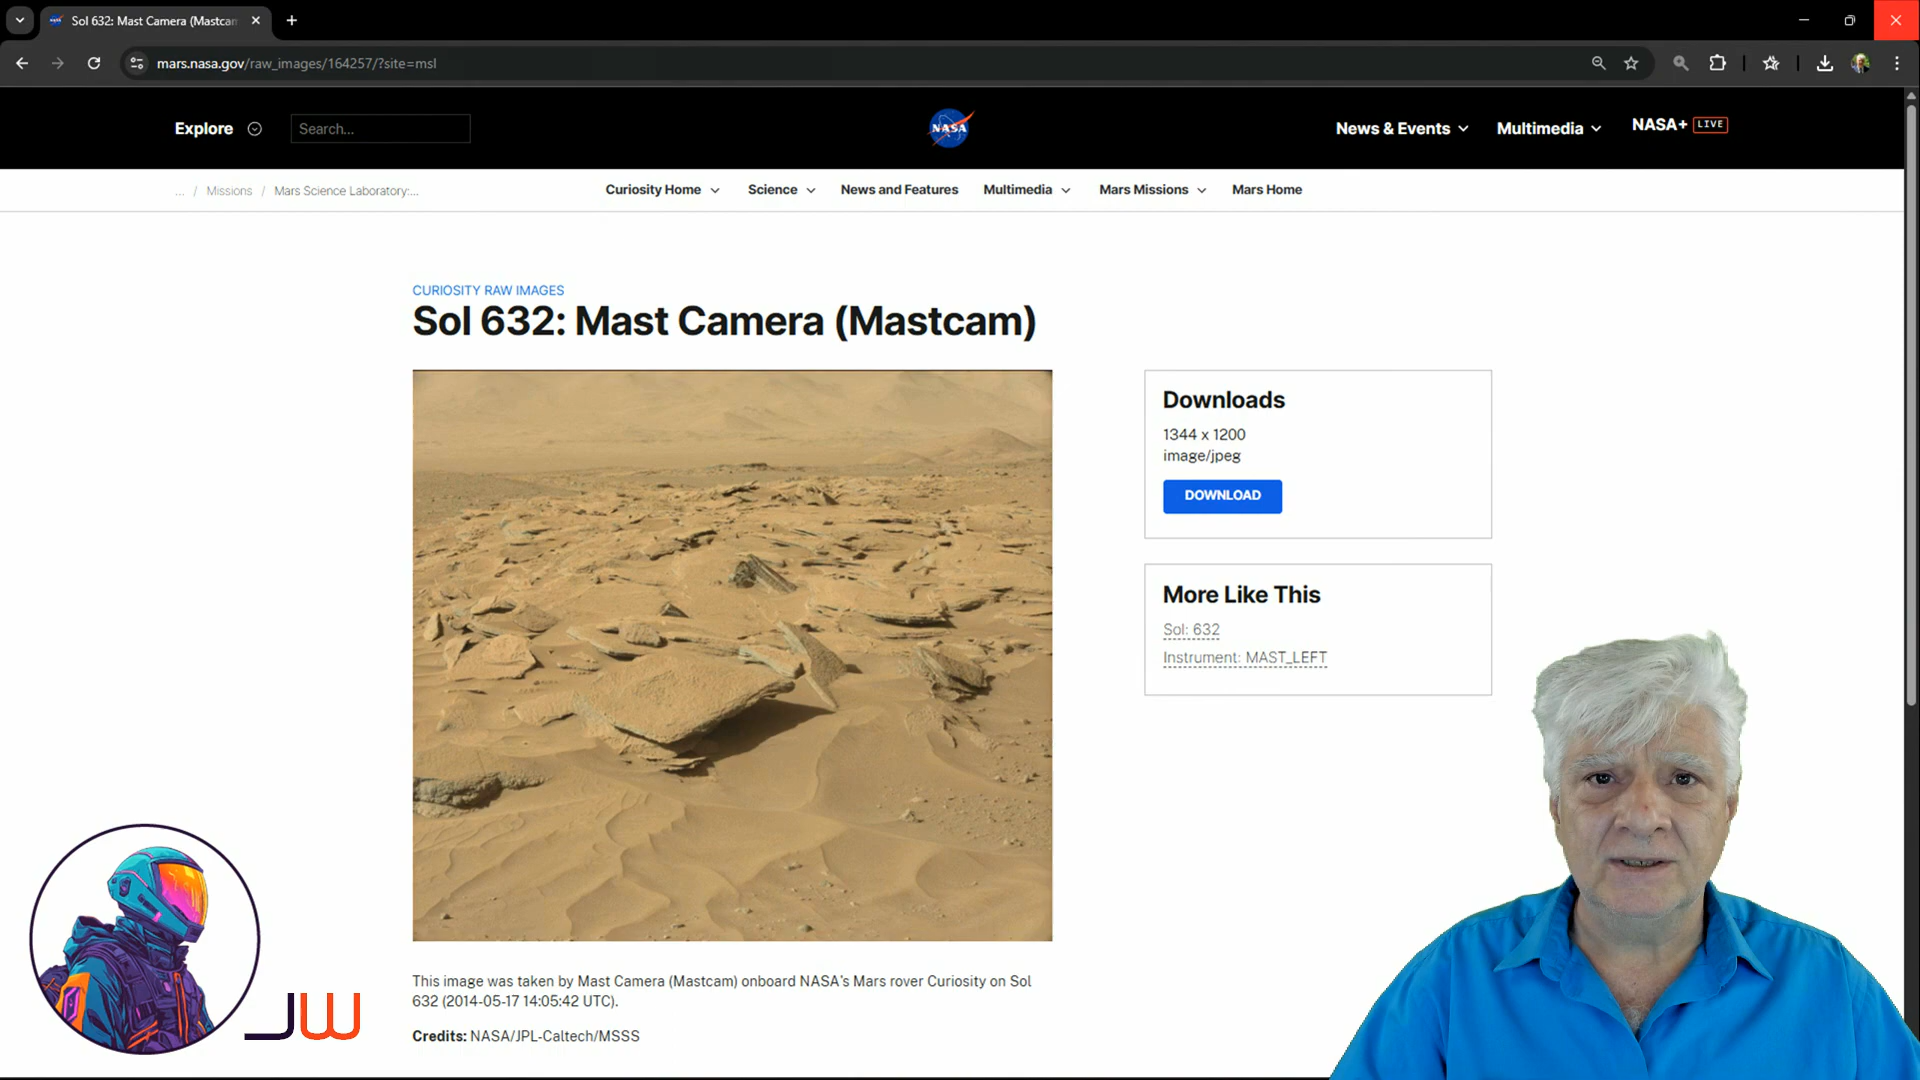 Sol 632: Mast Camera (Mastcam
mars.nasa.gov/raw_images/164257/?site=msl
Explore
Search...
NASA
News & Events
Multimedia
NASA+ LIVE
... / Missions / Mars Science Laboratory:...
Curiosity Home
Science
News and Features
Multimedia
Mars Missions
Mars Home
CURIOSITY RAW IMAGES
Sol 632: Mast Camera (Mastcam)
Downloads
1344 x 1200
image/jpeg
DOWNLOAD
More Like This
Sol: 632
Instrument: MAST_LEFT
This image was taken by Mast Camera (Mastcam) onboard NASA's Mars rover Curiosity on Sol
632 (2014-05-17 14:05:42 UTC).
Credits: NASA/JPL-Caltech/MSSS
JW